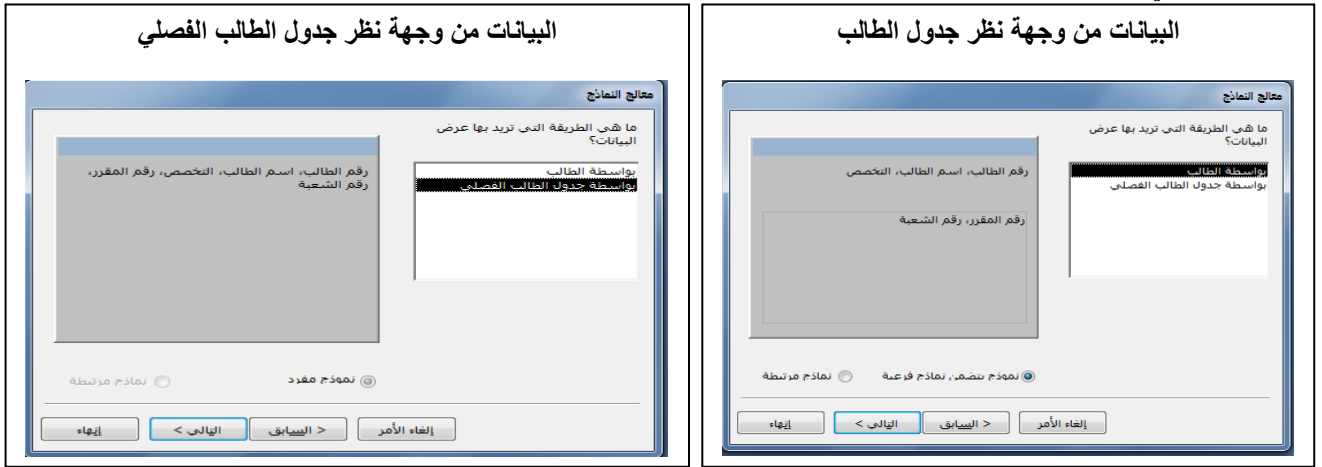 البيانات من وجهة نظر جدول الطالب
معالج النماذج
ما هي الطريقة التي تريد بها عرض
البيانات؟
بواسطة الطالب
بواسطة جدول الطالب الفصلي
رقم الطالب، اسم الطالب، التخصص
رقم المقرر، رقم الشعبة
نموذج يتضمن نماذج فرعية
نماذج مرتبطة
إلغاء الأمر
< السابق
التالي >
إنهاء
البيانات من وجهة نظر جدول الطالب الفصلي
معالج النماذج
ما هي الطريقة التي تريد بها عرض
البيانات؟
بواسطة الطالب
بواسطة جدول الطالب الفصلي
رقم الطالب، اسم الطالب، التخصص، رقم المقرر،
رقم الشعبة
نموذج مفرد
نماذج مرتبطة
إلغاء الأمر
< السابق
التالي >
إنهاء